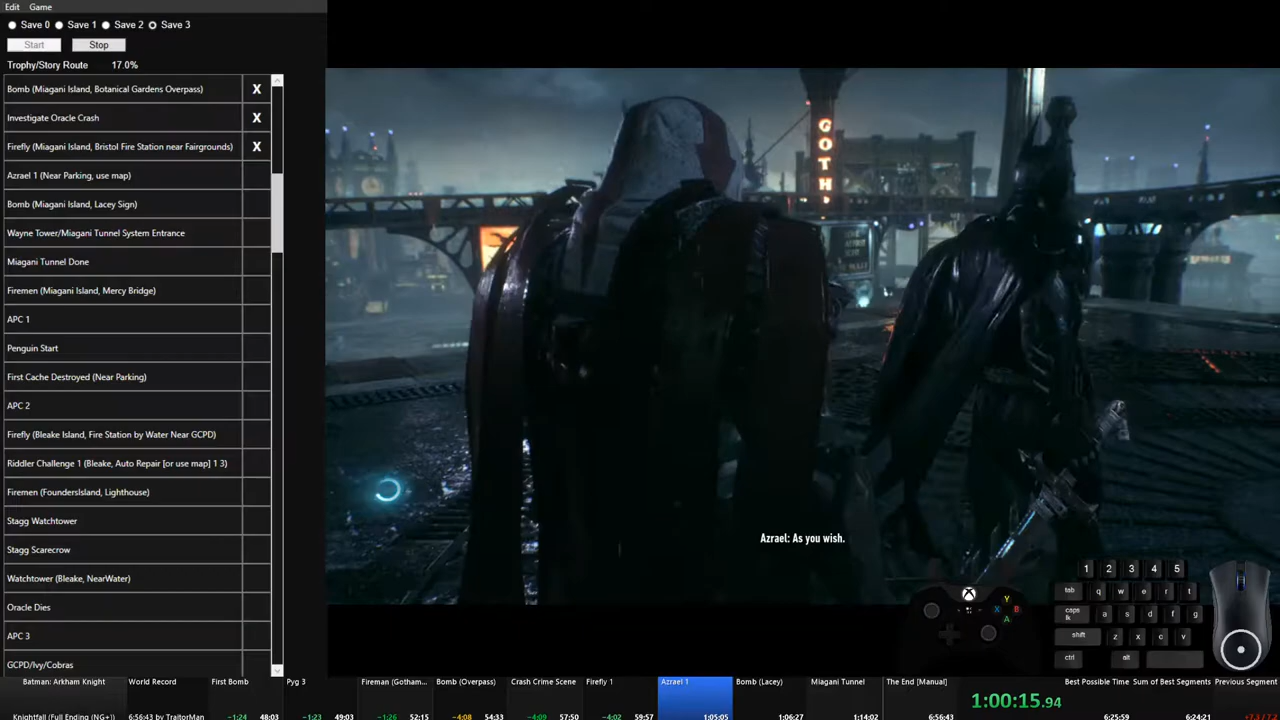 Edit Game
Save 0 Save 1 Save 2 Save 3
Start Stop
Trophy/Story Route 17.0%
Bomb (Miagani Island, Botanical Gardens Overpass) X
Investigate Oracle Crash X
Firefly (Miagani Island, Bristol Fire Station near Fairgrounds) X
Azrael 1 (Near Parking, use map)
Bomb (Miagani Island, Lacey Sign)
Wayne Tower/Miagani Tunnel System Entrance
Miagani Tunnel Done
Firemen (Miagani Island, Mercy Bridge)
APC 1
Penguin Start
First Cache Destroyed (Near Parking)
APC 2
Firefly (Bleake Island, Fire Station by Water Near GCPD)
Riddler Challenge 1 (Bleake, Auto Repair [or use map] 1 3)
Firemen (FoundersIsland, Lighthouse)
Stagg Watchtower
Stagg Scarecrow
Watchtower (Bleake, NearWater)
Oracle Dies
APC 3
GCPD/Ivy/Cobras
GOTH
Azrael: As you wish.
X Y X B A
1 2 3 4 5
tab q w e r t
caps lk a s d f g
shift z x c v
ctrl alt
Batman: Arkham Knight World Record First Bomb Pyg 3 Fireman (Gotham... Bomb (Overpass) Crash Crime Scene Firefly 1 Azrael 1 Bomb (Lacey) Miagani Tunnel The End [Manual] 1:00:15.94 Best Possible Time Sum of Best Segments Previous Segment
Knightfall (Full Ending (NG+)) 6:56:43 by TraitorMan -1:24 48:03 -1:23 49:03 -1:26 52:15 -4:08 54:33 -4:09 57:50 -4:02 59:57 1:05:05 1:06:27 1:14:02 6:56:43 6:25:59 6:24:21